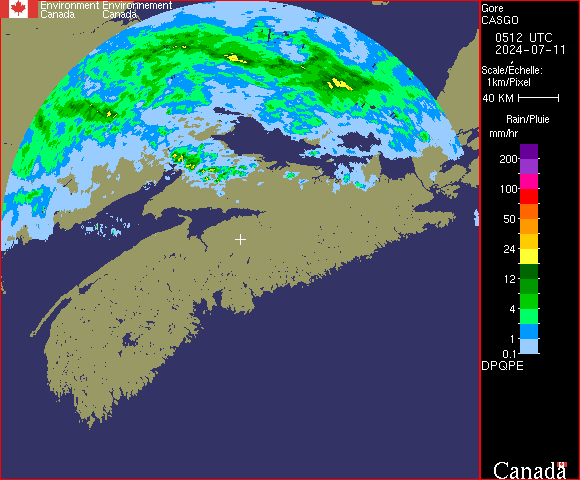 Environment Environnement
Canada Canada
Gore
CASGO
0512 UTC
2024-07-11
Scale/Echelle:
1km/Pixel
40 KM
Rain/Pluie
mm/hr
200
100
50
24
12
4
1
0.1
DPQPE
Canada